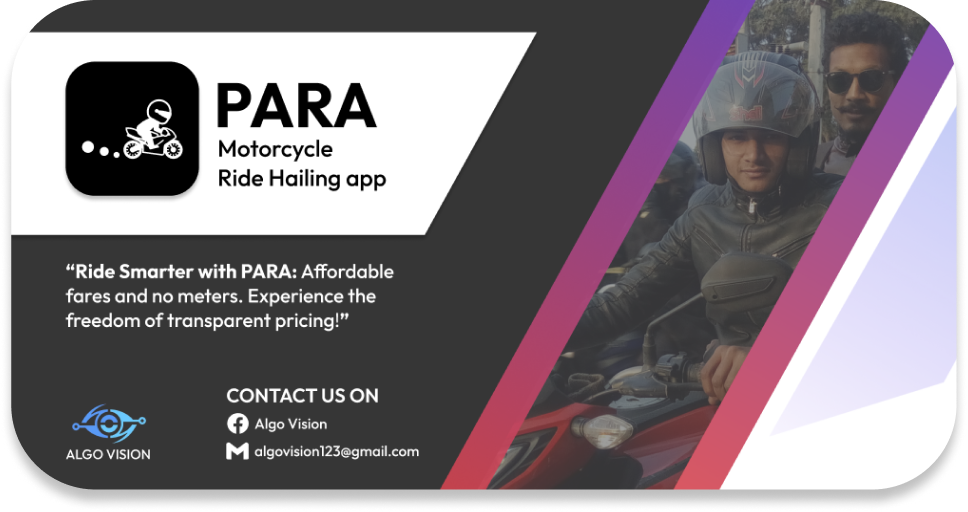 PARA
Motorcycle
Ride Hailing app
“Ride Smarter with PARA: Affordable
fares and no meters. Experience the
freedom of transparent pricing!”
CONTACT US ON
Algo Vision
algovision123@gmail.com
ALGO VISION